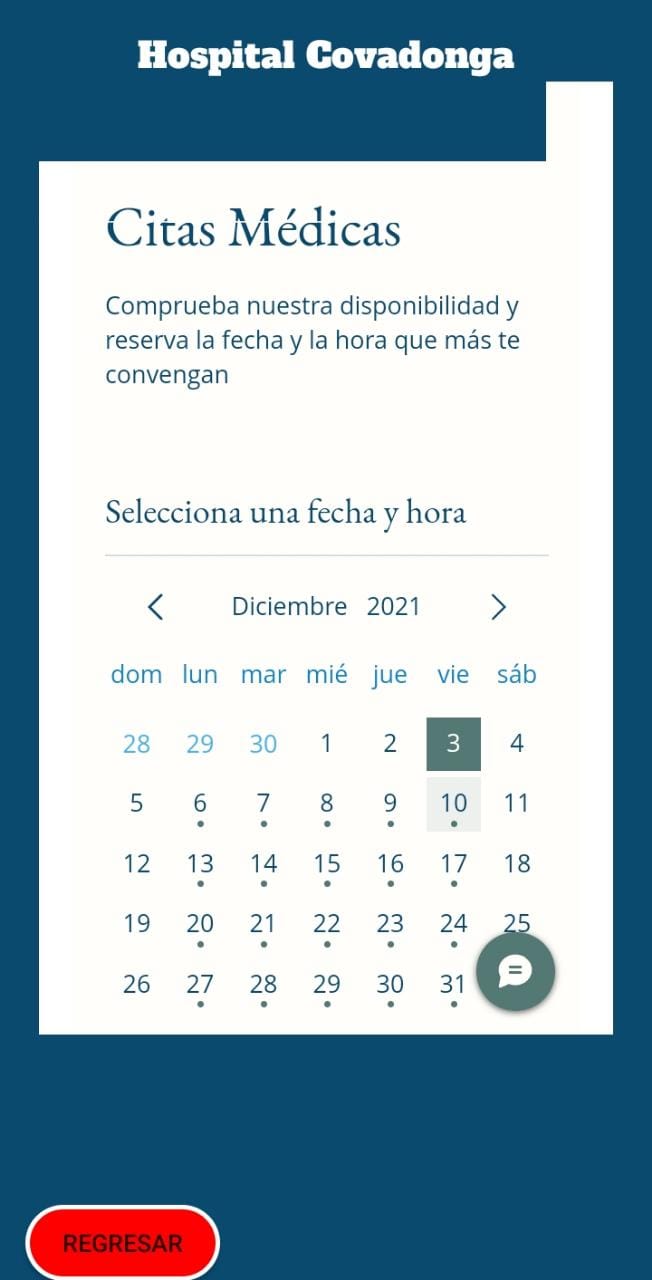 Hospital Covadonga
Citas Médicas
Comprueba nuestra disponibilidad y
reserva la fecha y la hora que más te
convengan
Selecciona una fecha y hora
Diciembre 2021
dom lun mar mié jue vie sáb
28 29 30 1 2 3 4
5 6 7 8 9 10 11
12 13 14 15 16 17 18
19 20 21 22 23 24 25
26 27 28 29 30 31
REGRESAR